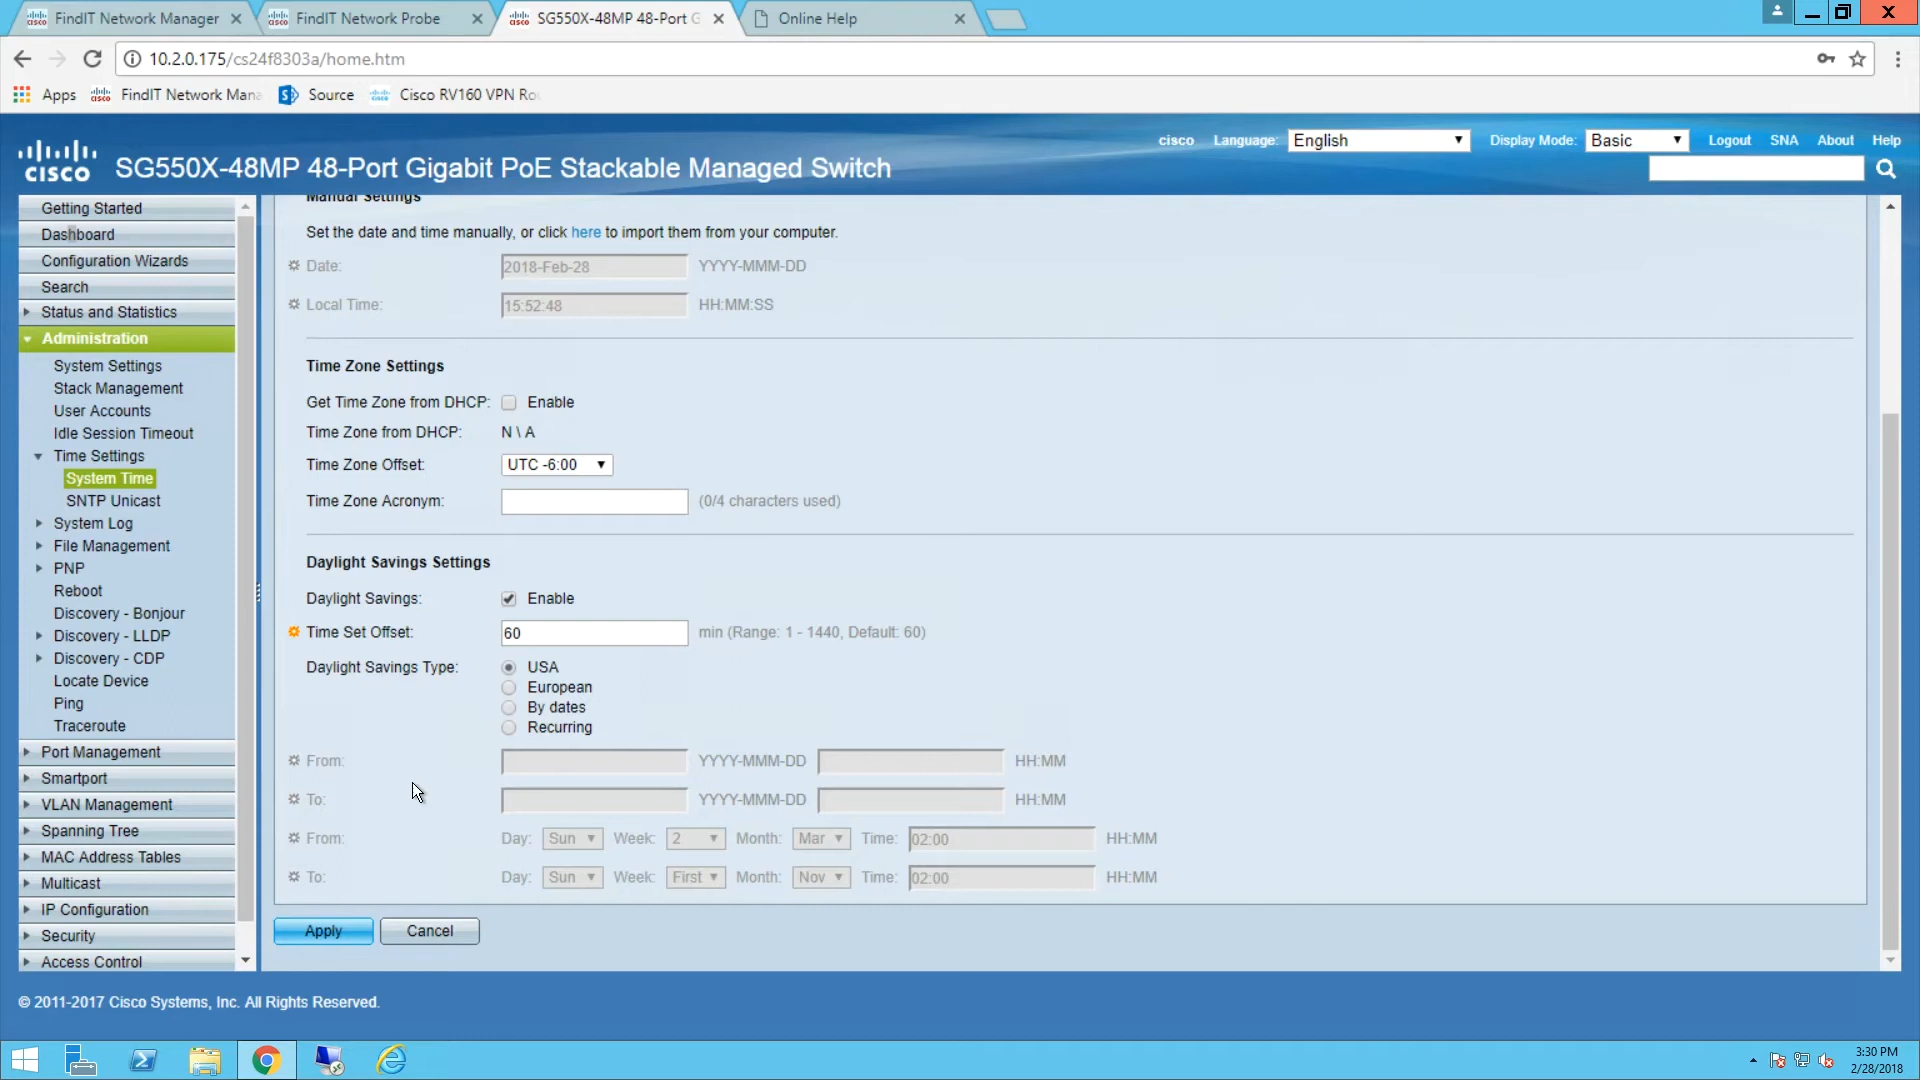 FindIT Network Manager
FindIT Network Probe
SG550X-48MP 48-Port G
Online Help
10.2.0.175/cs24f8303a/home.htm
Apps
FindIT Network Mana
Source
Cisco RV160 VPN Ro
cisco
SG550X-48MP 48-Port Gigabit PoE Stackable Managed Switch
cisco Language: English Display Mode: Basic Logout SNA About Help
Getting Started
Dashboard
Configuration Wizards
Search
Status and Statistics
Administration
System Settings
Stack Management
User Accounts
Idle Session Timeout
Time Settings
System Time
SNTP Unicast
System Log
File Management
PNP
Reboot
Discovery - Bonjour
Discovery - LLDP
Discovery - CDP
Locate Device
Ping
Traceroute
Port Management
Smartport
VLAN Management
Spanning Tree
MAC Address Tables
Multicast
IP Configuration
Security
Access Control
Manual Settings
Set the date and time manually, or click here to import them from your computer.
Date: 2018-Feb-28 YYYY-MMM-DD
Local Time: 15:52:48 HH:MM:SS
Time Zone Settings
Get Time Zone from DHCP: Enable
Time Zone from DHCP: N \ A
Time Zone Offset: UTC -6:00
Time Zone Acronym: (0/4 characters used)
Daylight Savings Settings
Daylight Savings: Enable
Time Set Offset: 60 min (Range: 1 - 1440, Default: 60)
Daylight Savings Type: USA
European
By dates
Recurring
From: YYYY-MMM-DD HH:MM
To: YYYY-MMM-DD HH:MM
From: Day: Sun Week: 2 Month: Mar Time: 02:00 HH:MM
To: Day: Sun Week: First Month: Nov Time: 02:00 HH:MM
Apply Cancel
© 2011-2017 Cisco Systems, Inc. All Rights Reserved.
3:30 PM
2/28/2018